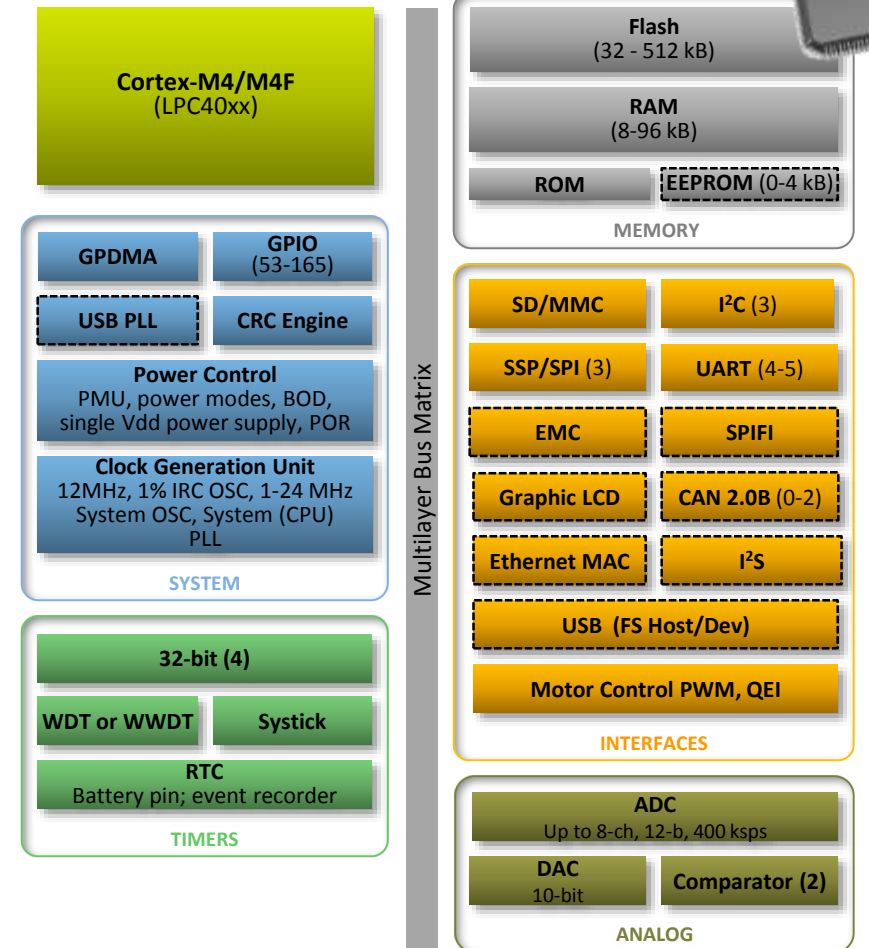 Cortex-M4/M4F
(LPC40xx)
GPDMA
GPIO
(53-165)
USB PLL
CRC Engine
Power Control
PMU, power modes, BOD,
single Vdd power supply, POR
Clock Generation Unit
12MHz, 1% IRC OSC, 1-24 MHz
System OSC, System (CPU)
PLL
SYSTEM
32-bit (4)
WDT or WWDT
Systick
RTC
Battery pin; event recorder
TIMERS
Multilayer Bus Matrix
Flash
(32 - 512 kB)
RAM
(8-96 kB)
ROM
EEPROM (0-4 kB)
MEMORY
SD/MMC
I²C (3)
SSP/SPI (3)
UART (4-5)
EMC
SPIFI
Graphic LCD
CAN 2.0B (0-2)
Ethernet MAC
I²S
USB (FS Host/Dev)
Motor Control PWM, QEI
INTERFACES
ADC
Up to 8-ch, 12-b, 400 ksps
DAC
10-bit
Comparator (2)
ANALOG